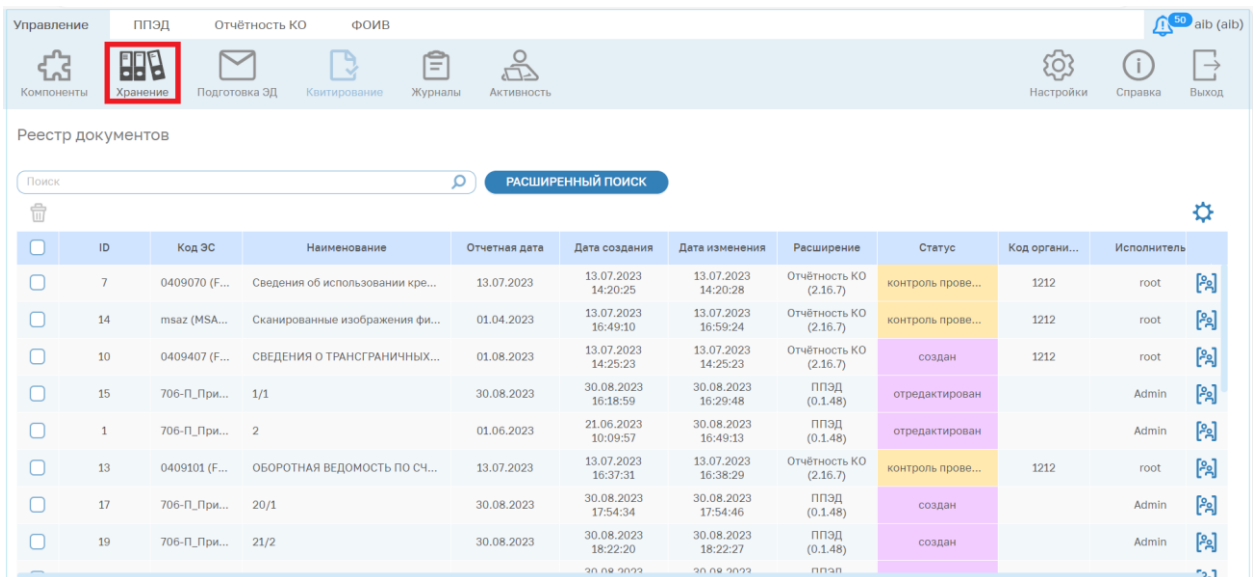 Управление ППЭД Отчётность КО ФОИВ 50 aib (aib)
Компоненты Хранение Подготовка ЭД Квитирование Журналы Активность Настройки Справка Выход
Реестр документов
Поиск РАСШИРЕННЫЙ ПОИСК
ID Код ЭС Наименование Отчетная дата Дата создания Дата изменения Расширение Статус Код органи... Исполнитель
7 0409070 (F... Сведения об использовании кре... 13.07.2023 13.07.2023 14:20:25 13.07.2023 14:20:28 Отчётность КО (2.16.7) контроль прове... 1212 root
14 msaz (MSA... Сканированные изображения фи... 01.04.2023 13.07.2023 16:49:10 13.07.2023 16:59:24 Отчётность КО (2.16.7) контроль прове... 1212 root
10 0409407 (F... СВЕДЕНИЯ О ТРАНСГРАНИЧНЫХ... 01.08.2023 13.07.2023 14:25:23 13.07.2023 14:25:23 Отчётность КО (2.16.7) создан 1212 root
15 706-П_При... 1/1 30.08.2023 30.08.2023 16:18:59 30.08.2023 16:29:48 ППЭД (0.1.48) отредактирован Admin
1 706-П_При... 2 01.06.2023 21.06.2023 10:09:57 30.08.2023 16:49:13 ППЭД (0.1.48) отредактирован Admin
13 0409101 (F... ОБОРОТНАЯ ВЕДОМОСТЬ ПО СЧ... 13.07.2023 13.07.2023 16:37:31 13.07.2023 16:38:29 Отчётность КО (2.16.7) контроль прове... 1212 root
17 706-П_При... 20/1 30.08.2023 30.08.2023 17:54:34 30.08.2023 17:54:46 ППЭД (0.1.48) создан Admin
19 706-П_При... 21/2 30.08.2023 30.08.2023 18:22:20 30.08.2023 18:22:27 ППЭД (0.1.48) создан Admin
30.08.2023 30.08.2023 ППЭД